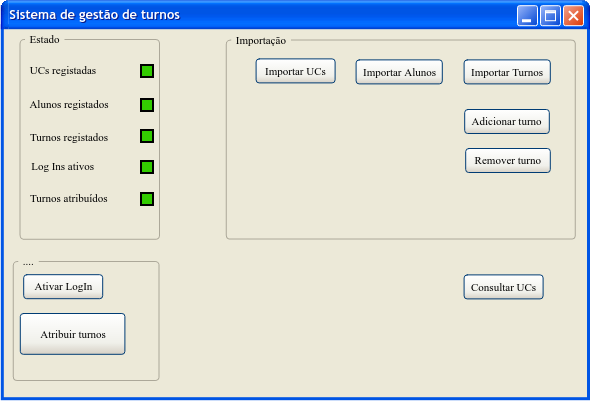 Sistema de gestão de turnos
Estado
UCs registadas
Alunos registados
Turnos registados
Log Ins ativos
Turnos atribuídos
Importação
Importar UCs
Importar Alunos
Importar Turnos
Adicionar turno
Remover turno
....
Ativar LogIn
Atribuir turnos
Consultar UCs